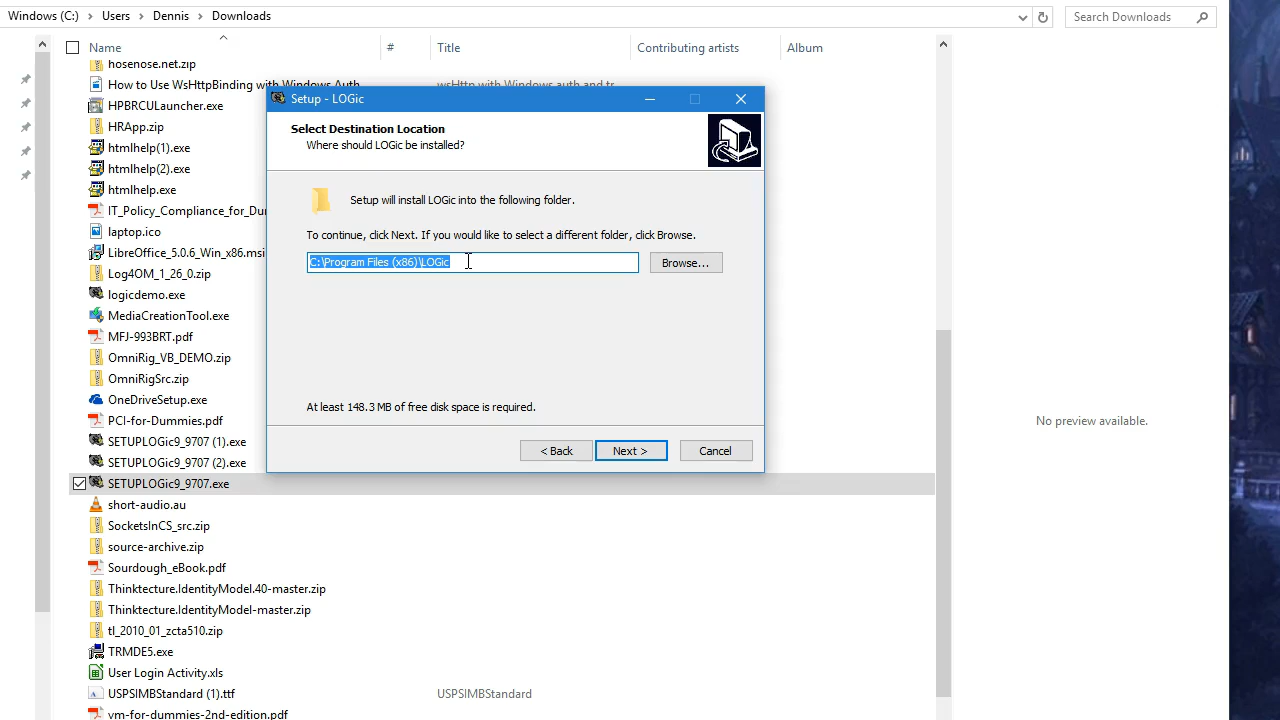 Windows (C:) > Users > Dennis > Downloads
Search Downloads
Name
#
Title
Contributing artists
Album
hosenose.net.zip
How to Use WsHttpBinding with Windows Auth
wsHttp with Windows auth and tr
HPBRCULauncher.exe
HRApp.zip
htmlhelp(1).exe
htmlhelp(2).exe
htmlhelp.exe
IT_Policy_Compliance_for_Dun
laptop.ico
LibreOffice_5.0.6_Win_x86.msi
Log4OM_1_26_0.zip
logicdemo.exe
MediaCreationTool.exe
MFJ-993BRT.pdf
OmniRig_VB_DEMO.zip
OmniRigSrc.zip
OneDriveSetup.exe
PCI-for-Dummies.pdf
SETUPLOGic9_9707 (1).exe
SETUPLOGic9_9707 (2).exe
SETUPLOGic9_9707.exe
short-audio.au
SocketsInCS_src.zip
source-archive.zip
Sourdough_eBook.pdf
Thinktecture.IdentityModel.40-master.zip
Thinktecture.IdentityModel-master.zip
tl_2010_01_zcta510.zip
TRMDE5.exe
User Login Activity.xls
USPSIMBStandard (1).ttf
USPSIMBStandard
vm-for-dummies-2nd-edition.pdf
Setup - LOGic
Select Destination Location
Where should LOGic be installed?
Setup will install LOGic into the following folder.
To continue, click Next. If you would like to select a different folder, click Browse.
C:\Program Files (x86)\LOGic
Browse...
At least 148.3 MB of free disk space is required.
< Back
Next >
Cancel
No preview available.